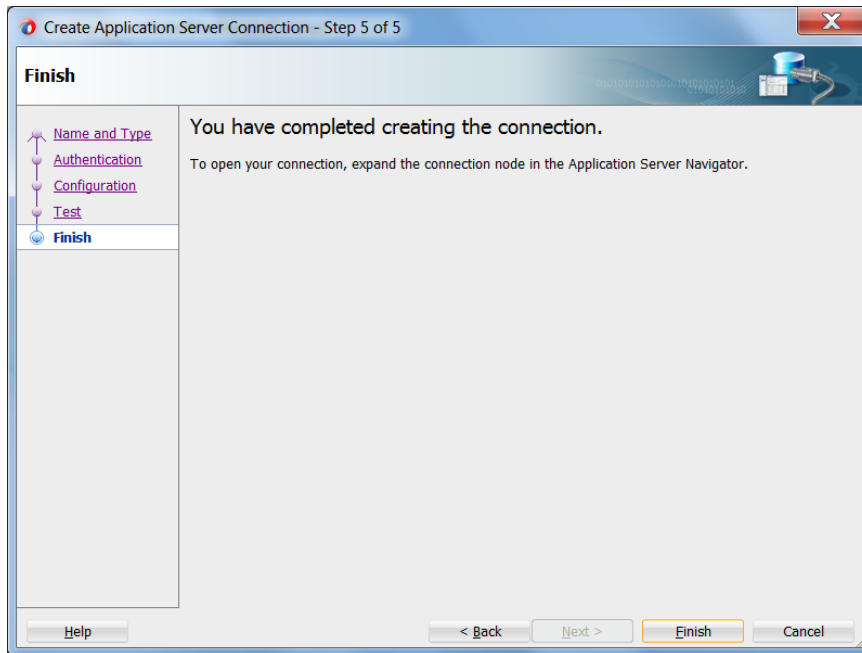 Create Application Server Connection - Step 5 of 5
Finish
Name and Type
Authentication
Configuration
Test
Finish
You have completed creating the connection.
To open your connection, expand the connection node in the Application Server Navigator.
Help
< Back
Next >
Finish
Cancel